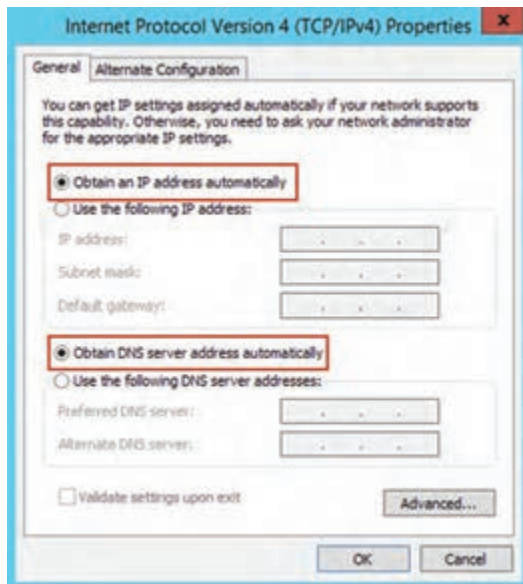 Internet Protocol Version 4 (TCP/IPv4) Properties
x
General
Alternate Configuration
You can get IP settings assigned automatically if your network supports
this capability. Otherwise, you need to ask your network administrator
for the appropriate IP settings.
Obtain an IP address automatically
Use the following IP address:
IP address:
Subnet mask:
Default gateway:
Obtain DNS server address automatically
Use the following DNS server addresses:
Preferred DNS server:
Alternate DNS server:
Validate settings upon exit
Advanced...
OK
Cancel